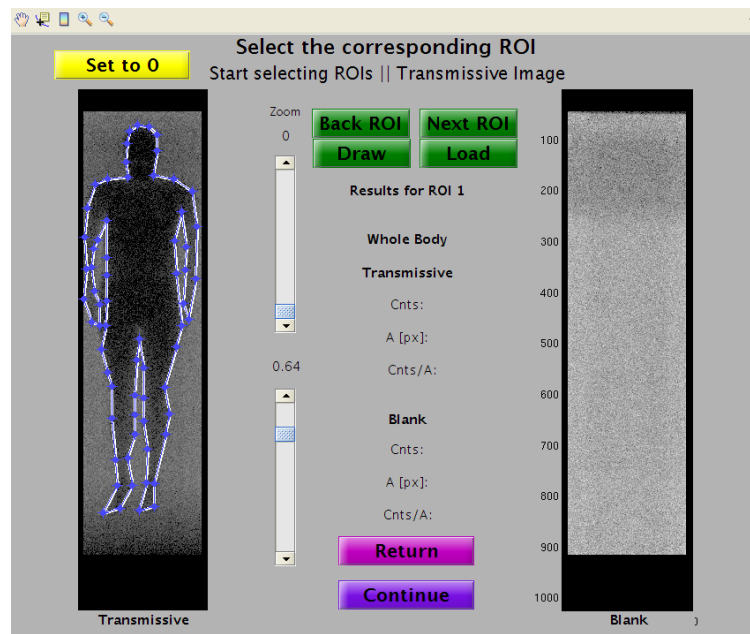 Select the corresponding ROI
Set to 0
Start selecting ROIs || Transmissive Image
Zoom
0
Back ROI
Next ROI
Draw
Load
Results for ROI 1
Whole Body
Transmissive
Cnts:
A [px]:
0.64
Cnts/A:
Blank
Cnts:
A [px]:
Cnts/A:
Return
Continue
Transmissive
100
200
300
400
500
600
700
800
900
1000
Blank